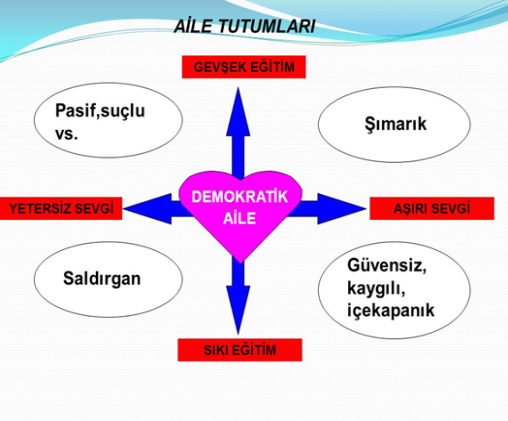 AİLE TUTUMLARI
GEVŞEK EĞİTİM
Pasif,suçlu
vs.
Şımarık
DEMOKRATİK
AİLE
YETERSİZ SEVGİ
AŞIRI SEVGİ
Saldırgan
Güvensiz,
kaygılı,
içekapanık
SIKI EĞİTİM